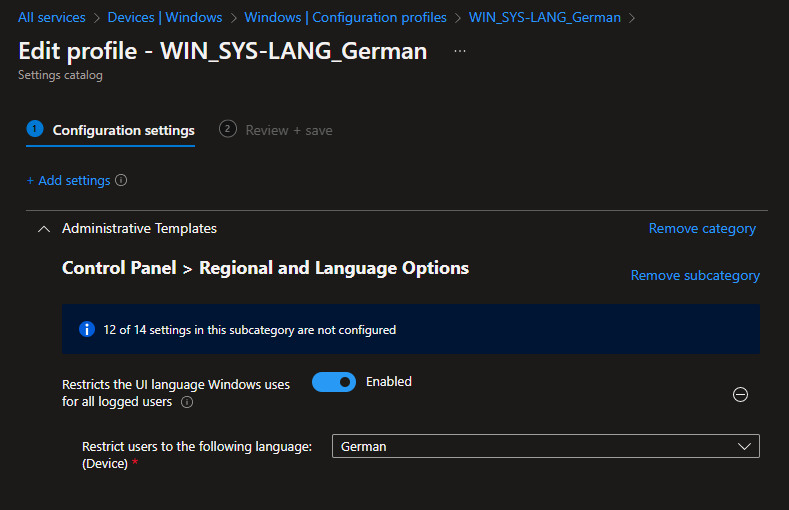 All services > Devices | Windows > Windows | Configuration profiles > WIN_SYS-LANG_German >
Edit profile - WIN_SYS-LANG_German ...
Settings catalog
1 Configuration settings 2 Review + save
+ Add settings
Administrative Templates Remove category
Control Panel > Regional and Language Options
Remove subcategory
12 of 14 settings in this subcategory are not configured
Restricts the UI language Windows uses
for all logged users
Enabled
Restrict users to the following language:
(Device) *
German